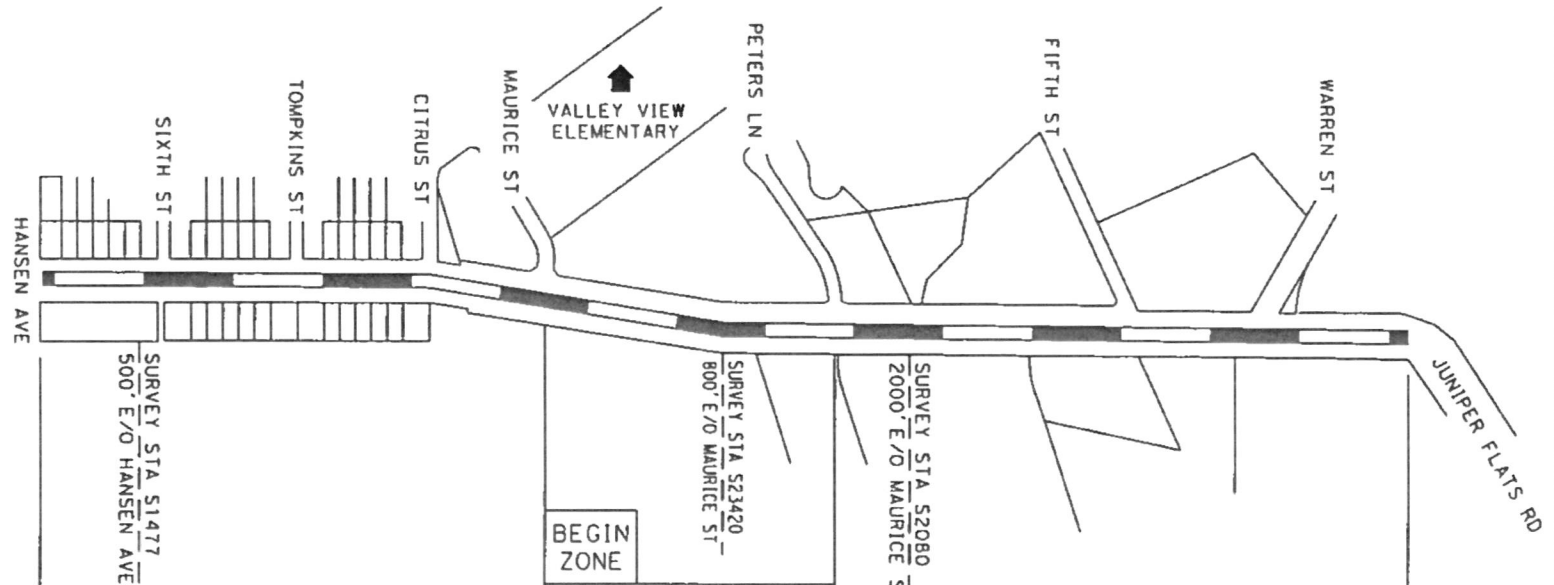 HANSEN AVE
SIXTH ST
TOMPKINS ST
CITRUS ST
MAURICE ST
VALLEY VIEW
ELEMENTARY
PETERS LN
FIFTH ST
WARREN ST
JUNIPER FLATS RD
SURVEY STA S1477
500' E/O HANSEN AVE
BEGIN
ZONE
SURVEY STA S23420
800' E/O MAURICE ST
SURVEY STA S2080
2000' E/O MAURICE S